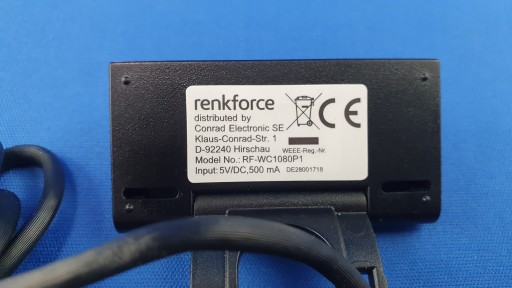 renkforce
distributed by
Conrad Electronic SE
Klaus-Conrad-Str. 1
D-92240 Hirschau
WEEE-Reg.-Nr.
Model No.: RF-WC1080P1
Input: 5V/DC, 500 mA
DE28001718
CE